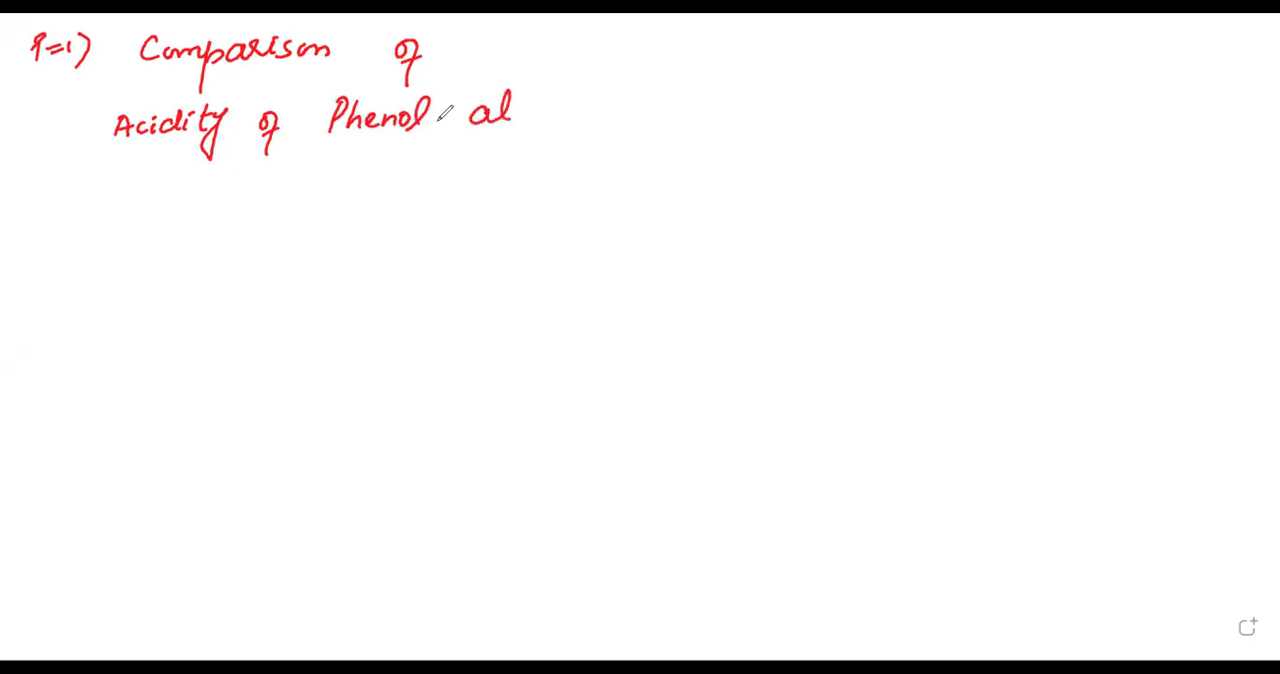 q=1) Comparison of
Acidity of Phenol, al